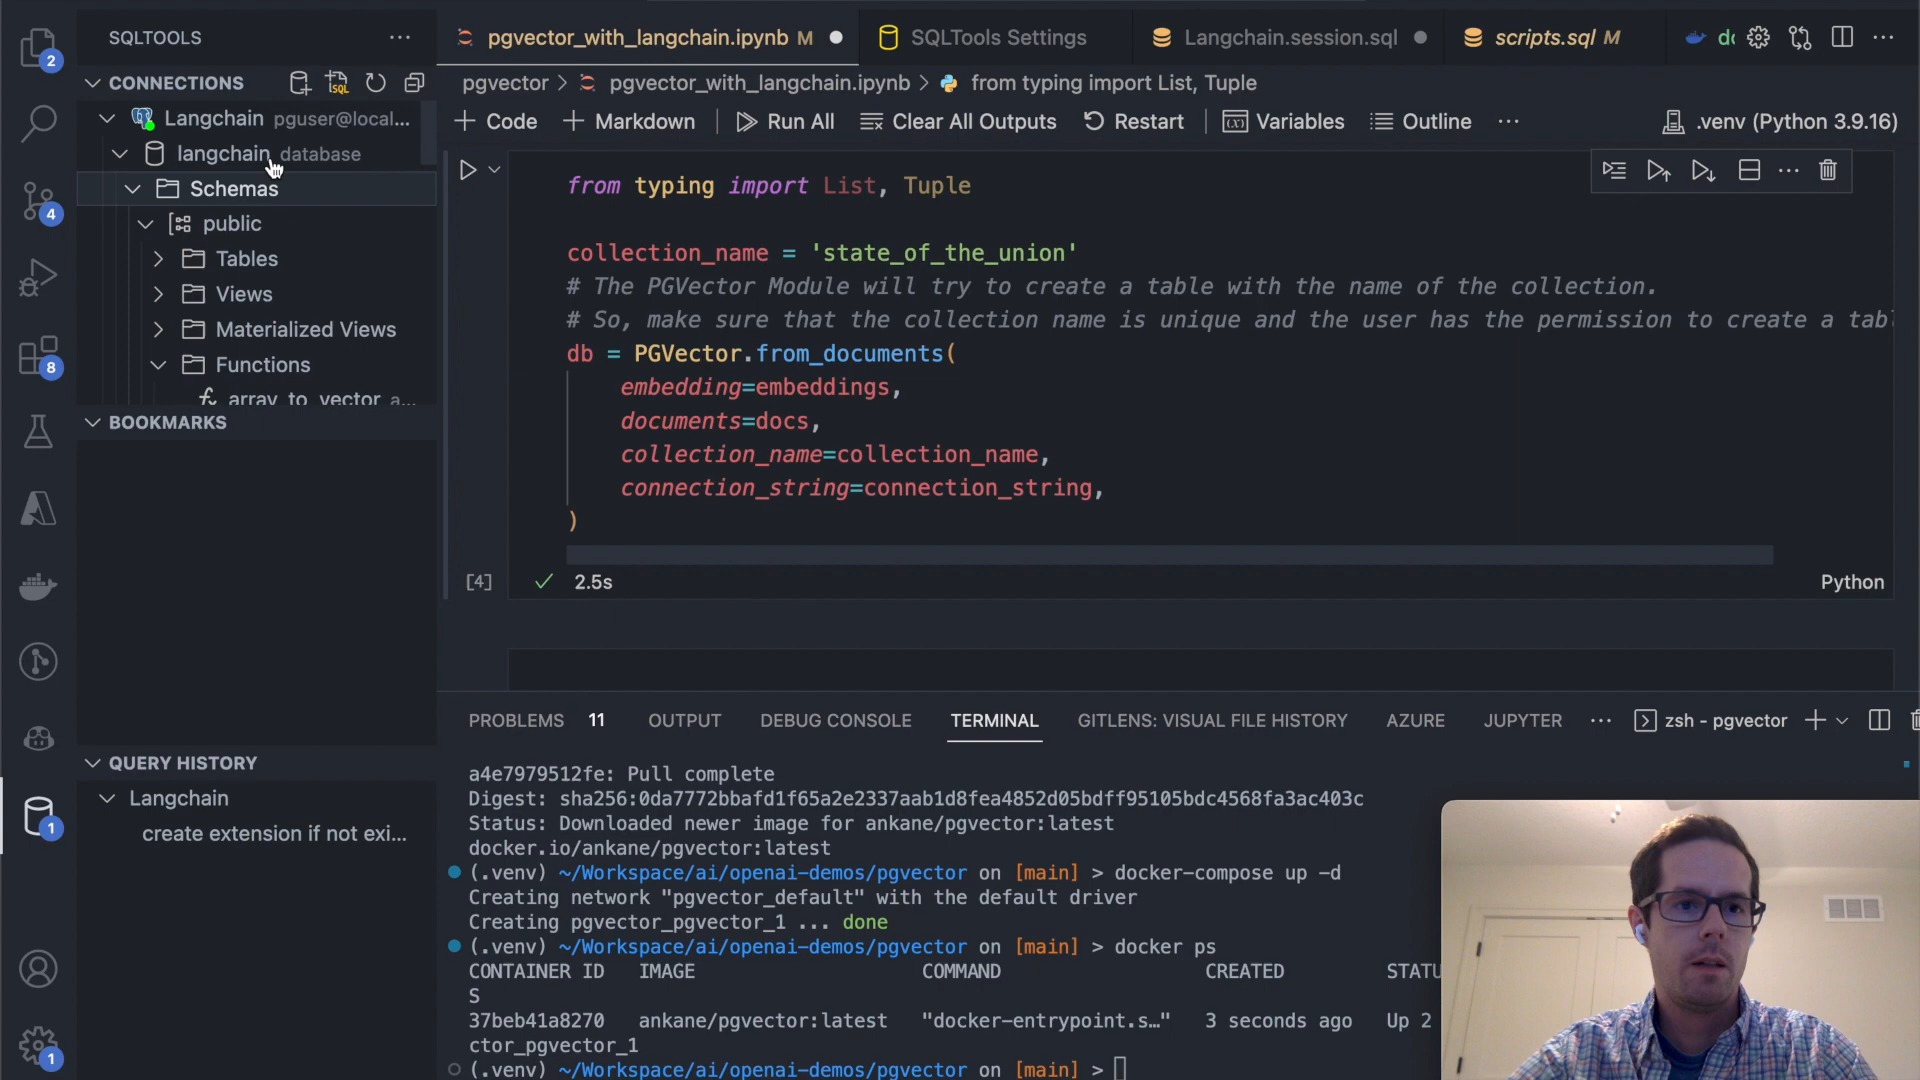 SQLTOOLS
CONNECTIONS
Langchain pguser@local...
langchain database
Schemas
public
Tables
Views
Materialized Views
Functions
array_to_vector a...
BOOKMARKS
QUERY HISTORY
Langchain
create extension if not exi...
2
4
8
1
1
pgvector_with_langchain.ipynb M
SQLTools Settings
Langchain.session.sql
scripts.sql M
pgvector > pgvector_with_langchain.ipynb > from typing import List, Tuple
+ Code + Markdown Run All Clear All Outputs Restart Variables Outline ... .venv (Python 3.9.16)
from typing import List, Tuple
collection_name = 'state_of_the_union'
# The PGVector Module will try to create a table with the name of the collection.
# So, make sure that the collection name is unique and the user has the permission to create a
db = PGVector.from_documents(
embedding=embeddings,
documents=docs,
collection_name=collection_name,
connection_string=connection_string,
)
[4] 2.5s Python
PROBLEMS 11 OUTPUT DEBUG CONSOLE TERMINAL GITLENS: VISUAL FILE HISTORY AZURE JUPYTER ... zsh - pgvector
a4e7979512fe: Pull complete
Digest: sha256:0da7772bbafd1f65a2e2337aab1d8fea4852d05bdff95105bdc4568fa3ac403c
Status: Downloaded newer image for ankane/pgvector:latest
docker.io/ankane/pgvector:latest
(.venv) ~/Workspace/ai/openai-demos/pgvector on [main] > docker-compose up -d
Creating network "pgvector_default" with the default driver
Creating pgvector_pgvector_1 ... done
(.venv) ~/Workspace/ai/openai-demos/pgvector on [main] > docker ps
CONTAINER ID IMAGE COMMAND CREATED STATU
S
37beb41a8270 ankane/pgvector:latest "docker-entrypoint.s…" 3 seconds ago Up 2
ctor_pgvector_1
(.venv) ~/Workspace/ai/openai-demos/pgvector on [main] >